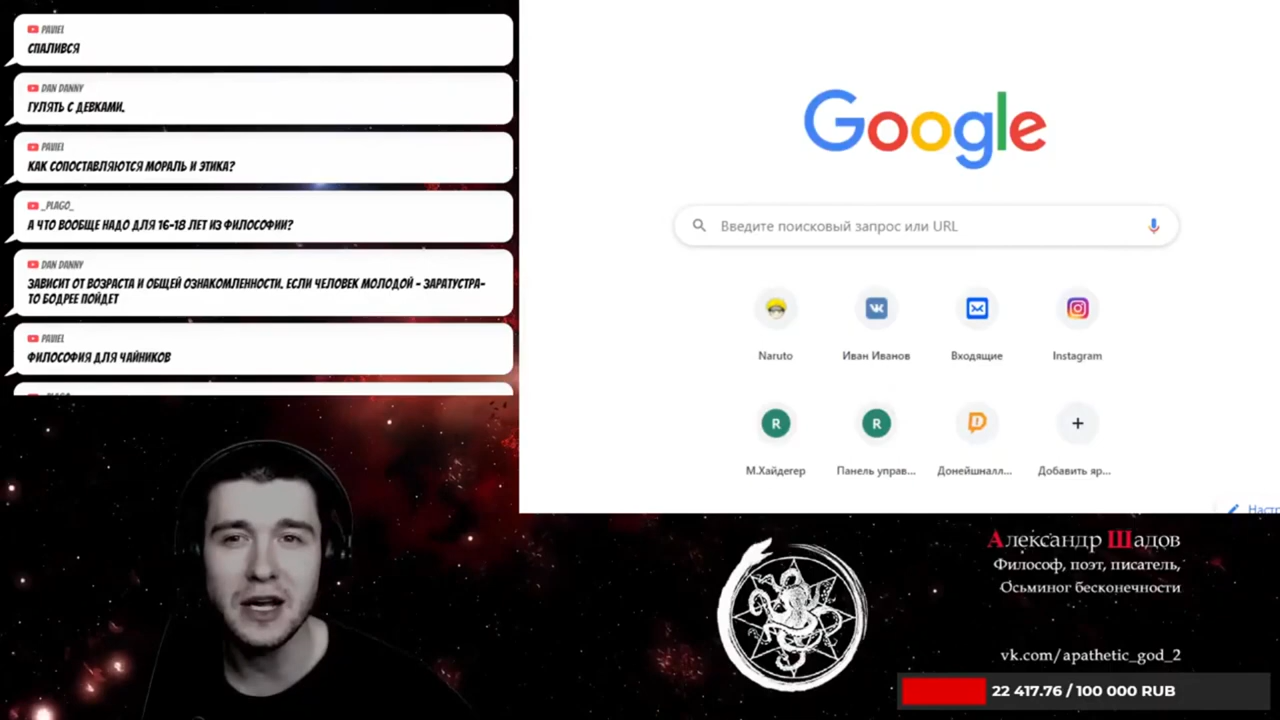 PAVIEL
СПАЛИВСЯ
DAN DANNY
ГУЛЯТЬ С ДЕВКАМИ.
PAVIEL
КАК СОПОСТАВЛЯЮТСЯ МОРАЛЬ И ЭТИКА?
_PLAGO_
А ЧТО ВООБЩЕ НАДО ДЛЯ 16-18 ЛЕТ ИЗ ФИЛОСОФИИ?
DAN DANNY
ЗАВИСИТ ОТ ВОЗРАСТА И ОБЩЕЙ ОЗНАКОМЛЕННОСТИ. ЕСЛИ ЧЕЛОВЕК МОЛОДОЙ - ЗАРАТУСТРА-
ТО БОДРЕЕ ПОЙДЕТ
PAVIEL
ФИЛОСОФИЯ ДЛЯ ЧАЙНИКОВ
Google
Введите поисковый запрос или URL
Naruto
Иван Иванов
Входящие
Instagram
R
R
М.Хайдегер
Панель управ...
Донейшналл...
Добавить яр...
Александр Шадов
Философ, поэт, писатель,
Осьминог бесконечности
vk.com/apathetic_god_2
22 417.76 / 100 000 RUB